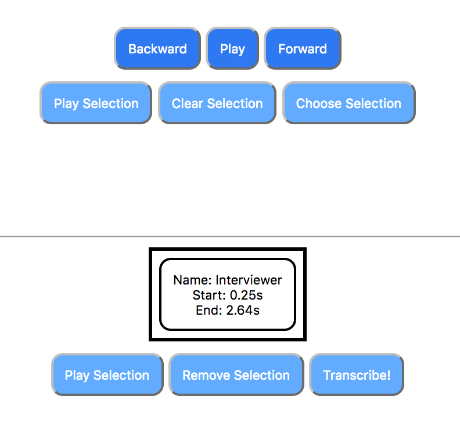 Backward Play Forward
Play Selection Clear Selection Choose Selection
Name: Interviewer
Start: 0.25s
End: 2.64s
Play Selection Remove Selection Transcribe!